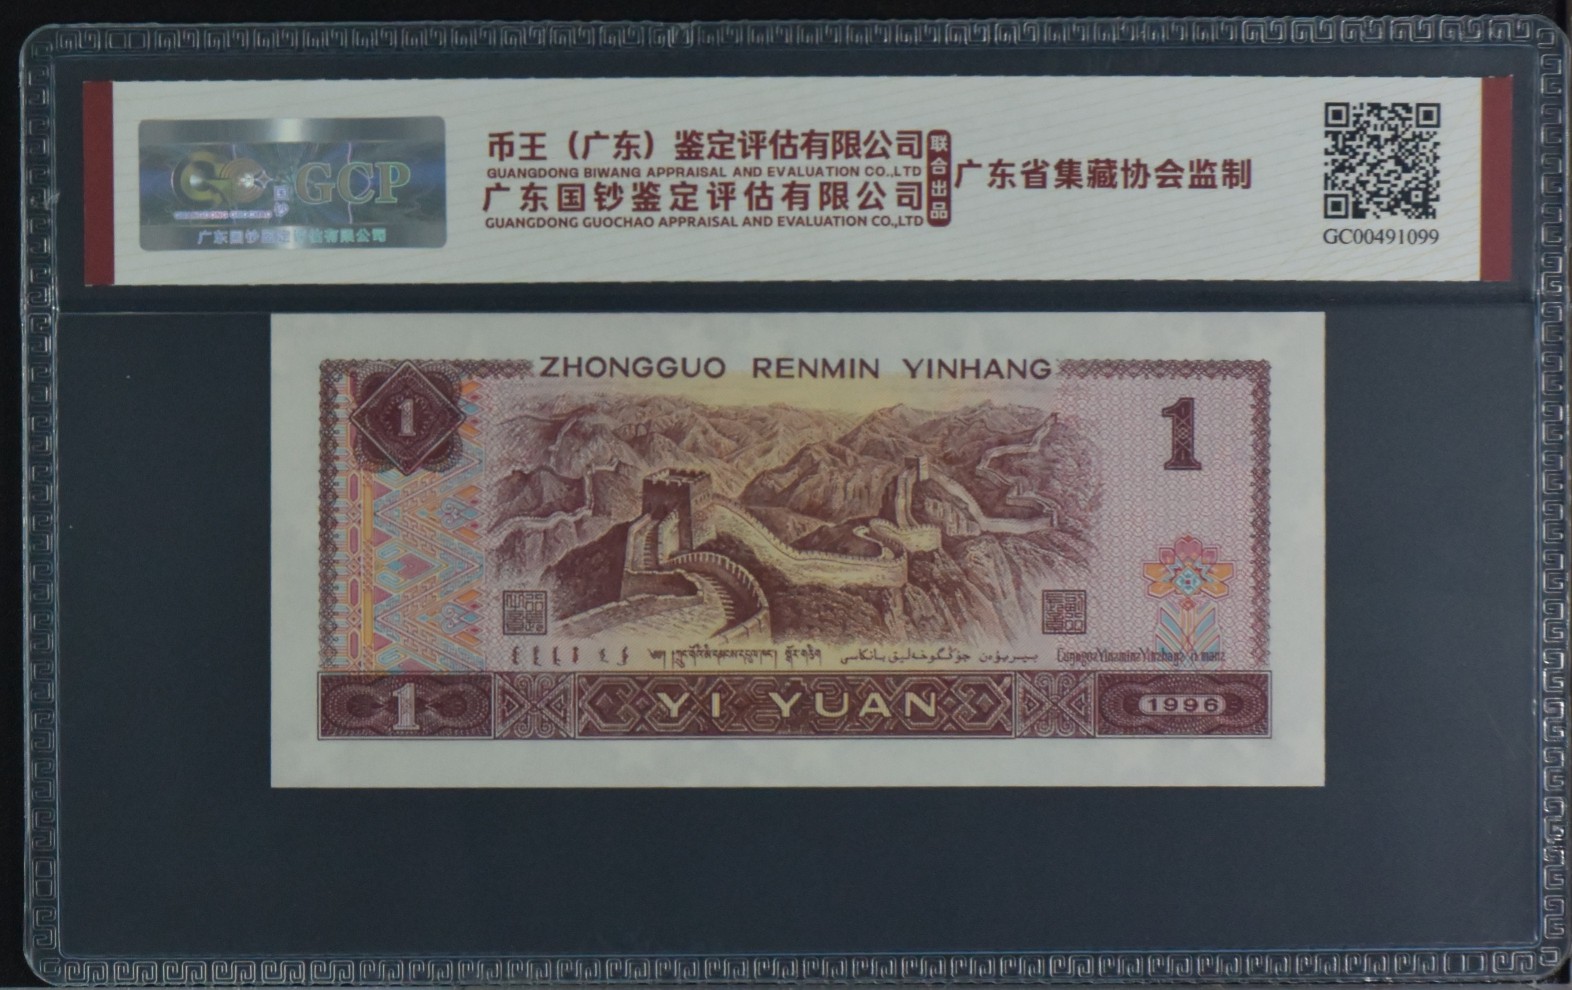 币王（广东）鉴定评估有限公司
GUANGDONG BIWANG APPRAISAL AND EVALUATION CO.,LTD
广东国钞鉴定评估有限公司
GUANGDONG GUOCHAO APPRAISAL AND EVALUATION CO.,LTD
联合出品
广东省集藏协会监制
GC00491099
GCP
国钞
广东国钞鉴定评估有限公司
ZHONGGUO RENMIN YINHANG
1
1
1
YI YUAN
1996